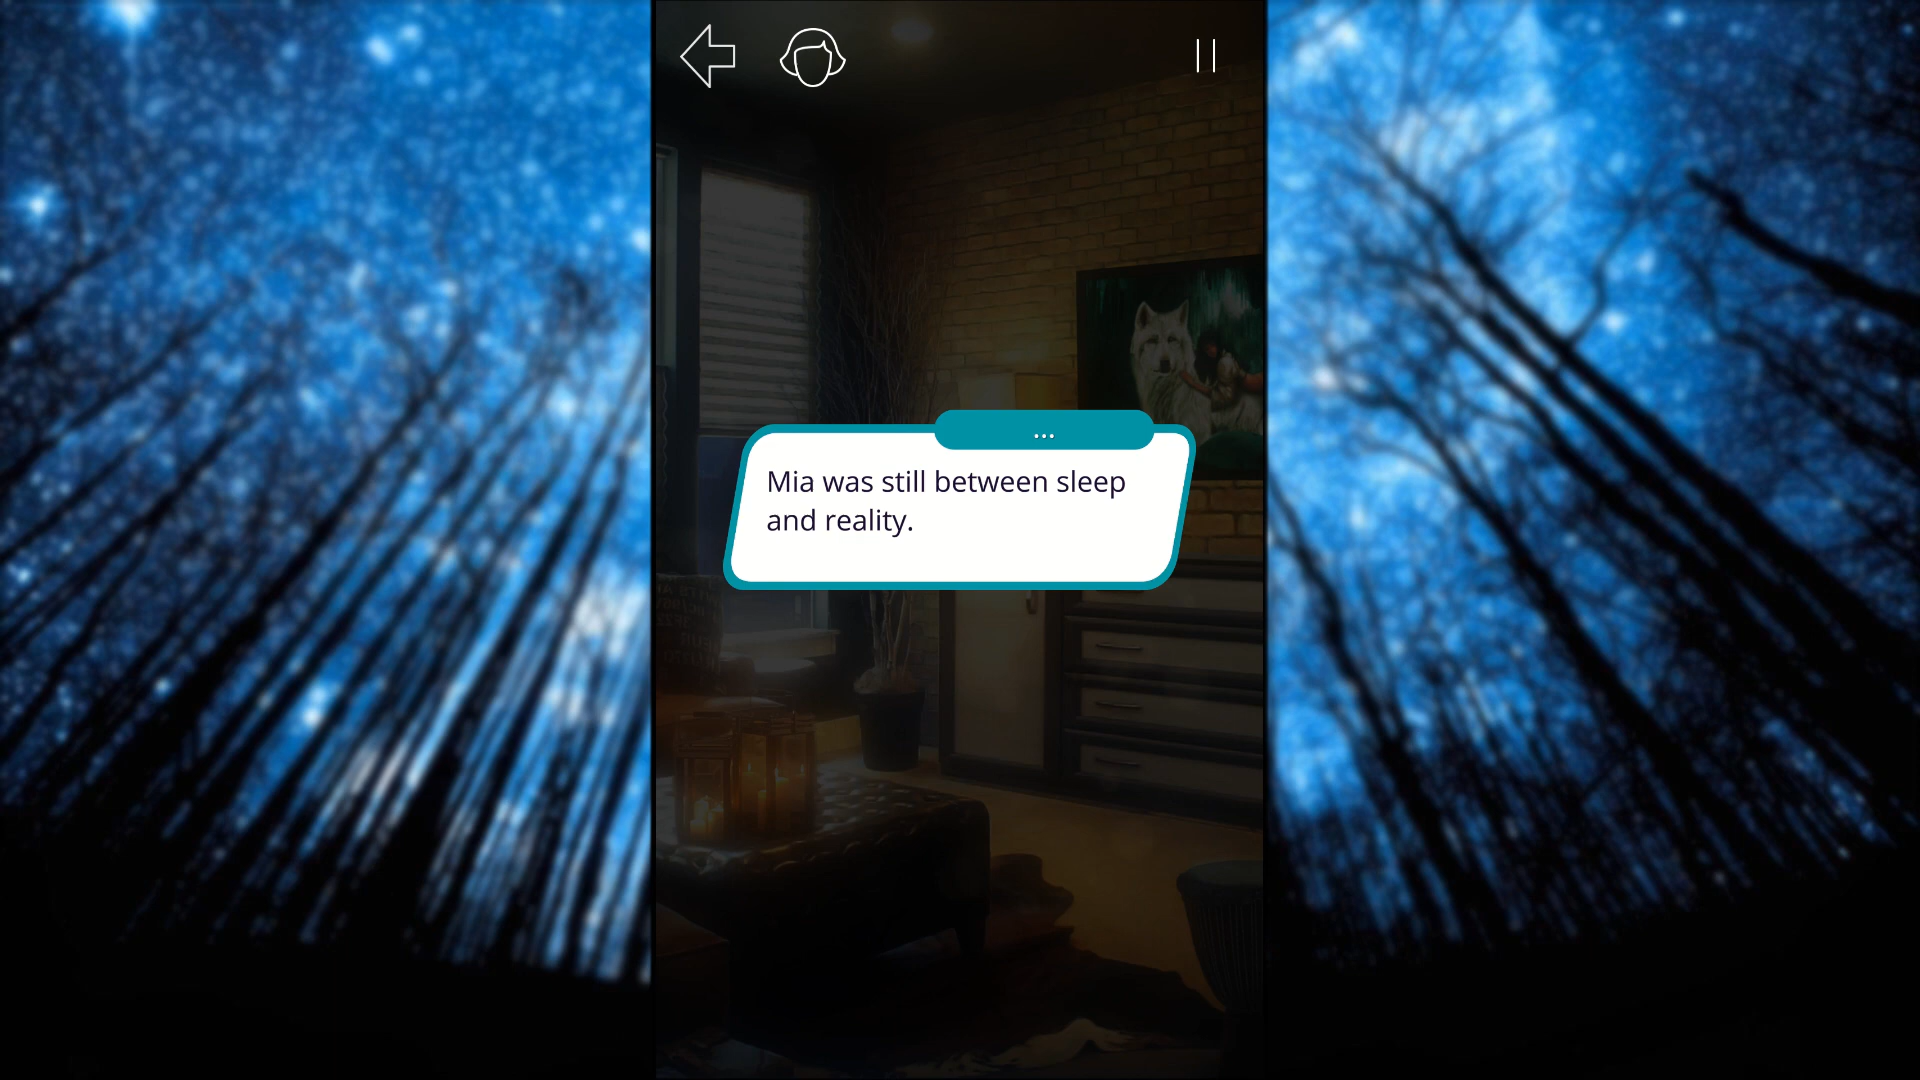 ...
Mia was still between sleep
and reality.